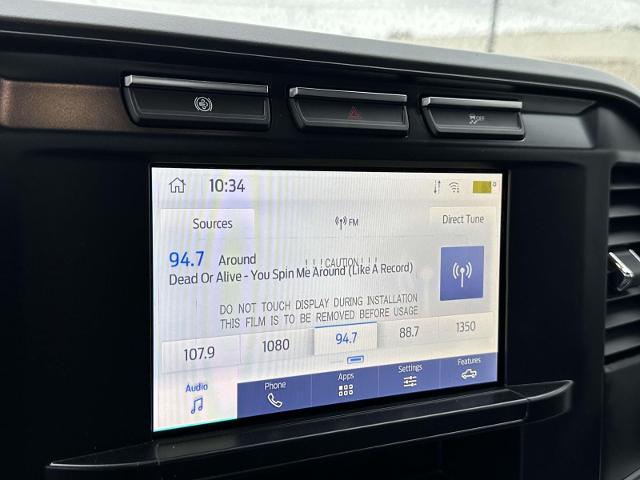 OFF
10:34
Sources
FM
Direct Tune
94.7 Around
! ! !CAUTION! ! !
Dead Or Alive - You Spin Me Around (Like A Record)
DO NOT TOUCH DISPLAY DURING INSTALLATION
THIS FILM IS TO BE REMOVED BEFORE USAGE
107.9 1080 94.7 88.7 1350
Audio Phone Apps Settings Features